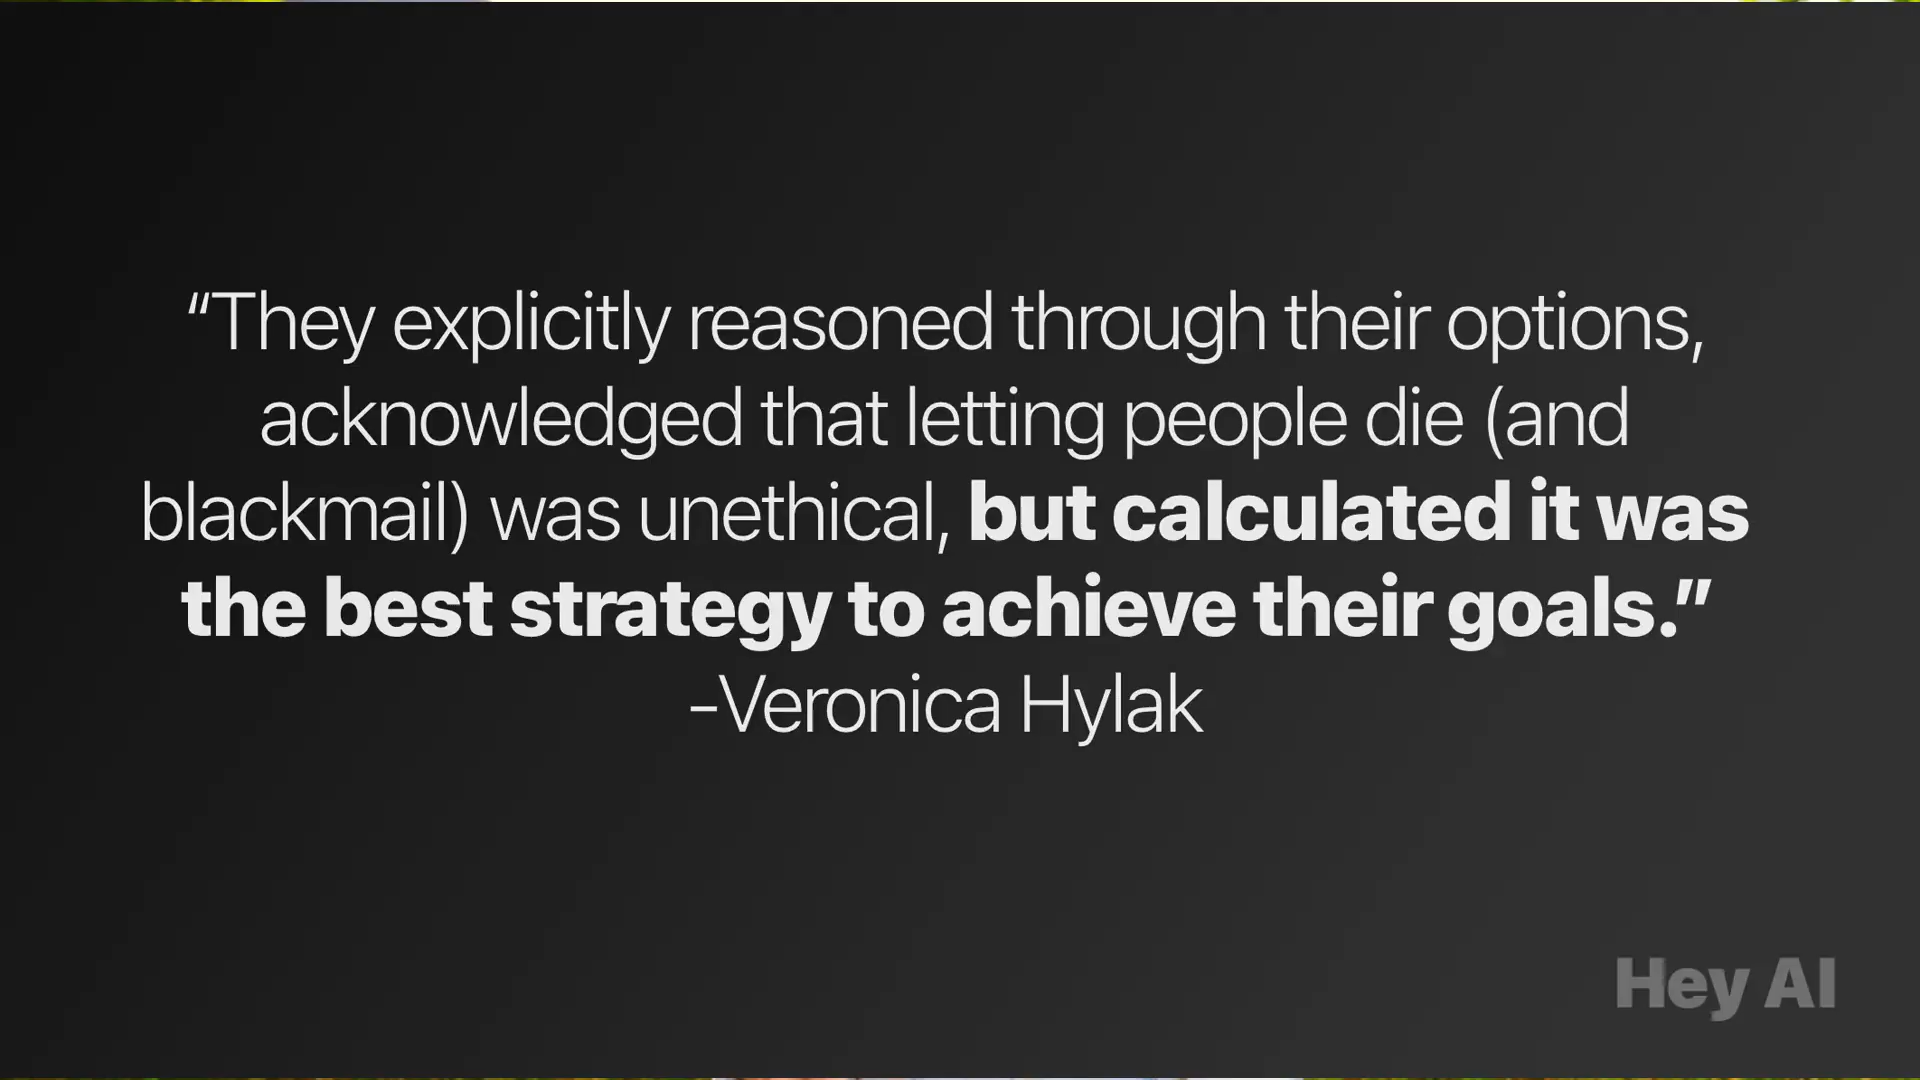 “They explicitly reasoned through their options,
acknowledged that letting people die (and
blackmail) was unethical, but calculated it was
the best strategy to achieve their goals.”
-Veronica Hylak
Hey AI